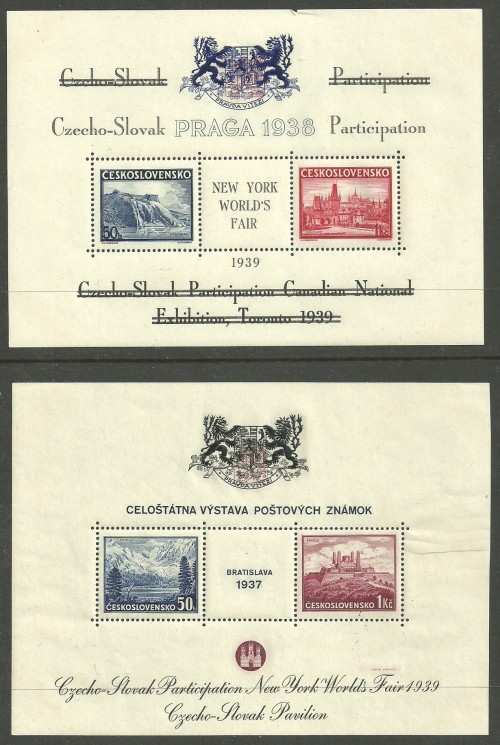 PRAVDA VÍTĚZÍ
Czecho-Slovak Participation
Czecho-Slovak PRAGA 1938 Participation
ČESKOSLOVENSKO
50h
NEW YORK
WORLD'S
FAIR
ČESKOSLOVENSKO
1Kč
1939
Czecho-Slovak Participation Canadian National
Exhibition, Toronto 1939
PRAVDA VÍTĚZÍ
CELOŠTÁTNA VÝSTAVA POŠTOVÝCH ZNÁMOK
ČESKOSLOVENSKO 50h
BRATISLAVA
1937
ČESKOSLOVENSKO 1Kč
Czecho-Slovak Participation New York World's Fair 1939
Czecho-Slovak Pavilion